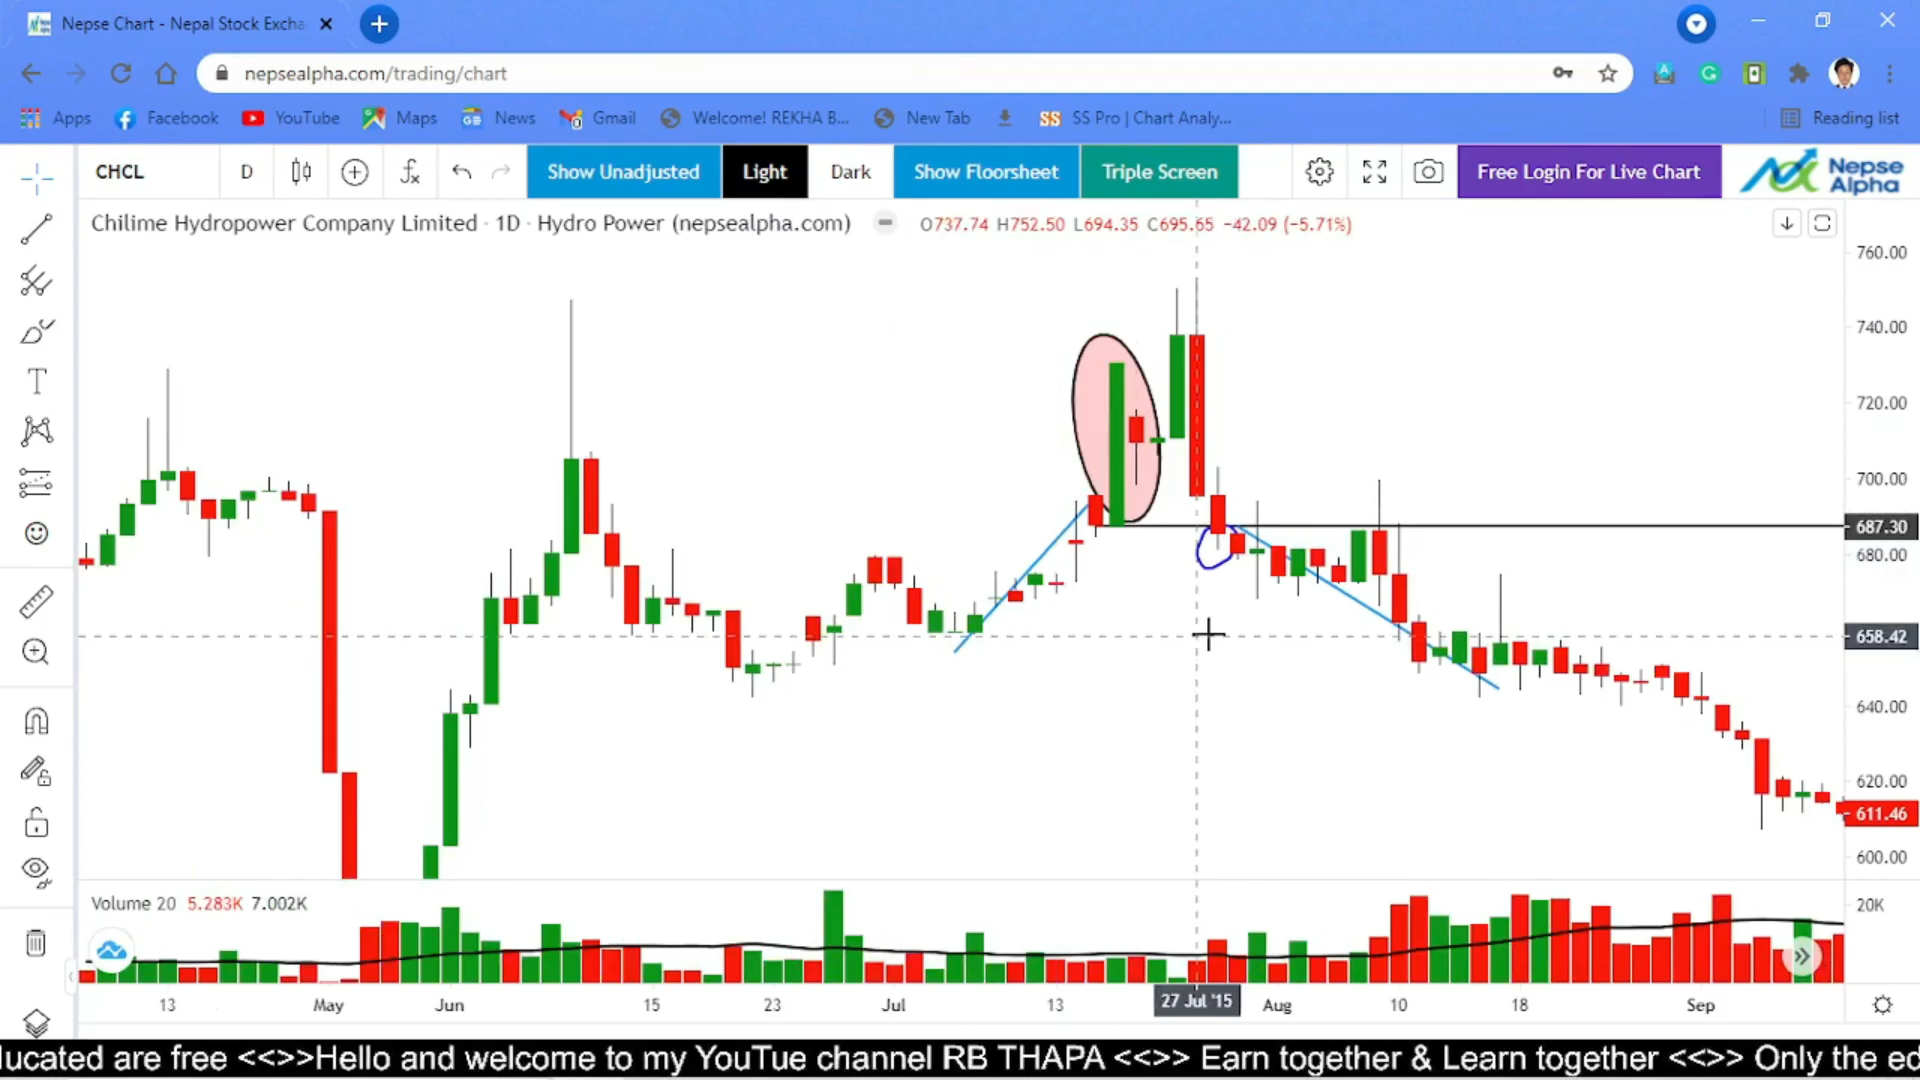 Nepse Chart - Nepal Stock Excha
nepsealpha.com/trading/chart
Apps Facebook YouTube Maps News Gmail Welcome! REKHA B... New Tab SS Pro | Chart Analy... Reading list
CHCL D Show Unadjusted Light Dark Show Floorsheet Triple Screen Free Login For Live Chart Nepse Alpha
Chilime Hydropower Company Limited · 1D · Hydro Power (nepsealpha.com) O737.74 H752.50 L694.35 C695.65 −42.09 (−5.71%)
760.00
740.00
720.00
700.00
687.30
680.00
658.42
640.00
620.00
611.46
600.00
Volume 20 5.283K 7.002K
20K
13 May Jun 15 23 Jul 13 27 Jul '15 Aug 10 18 Sep
ducated are free <<>>Hello and welcome to my YouTue channel RB THAPA <<>> Earn together & Learn together <<>> Only the ed